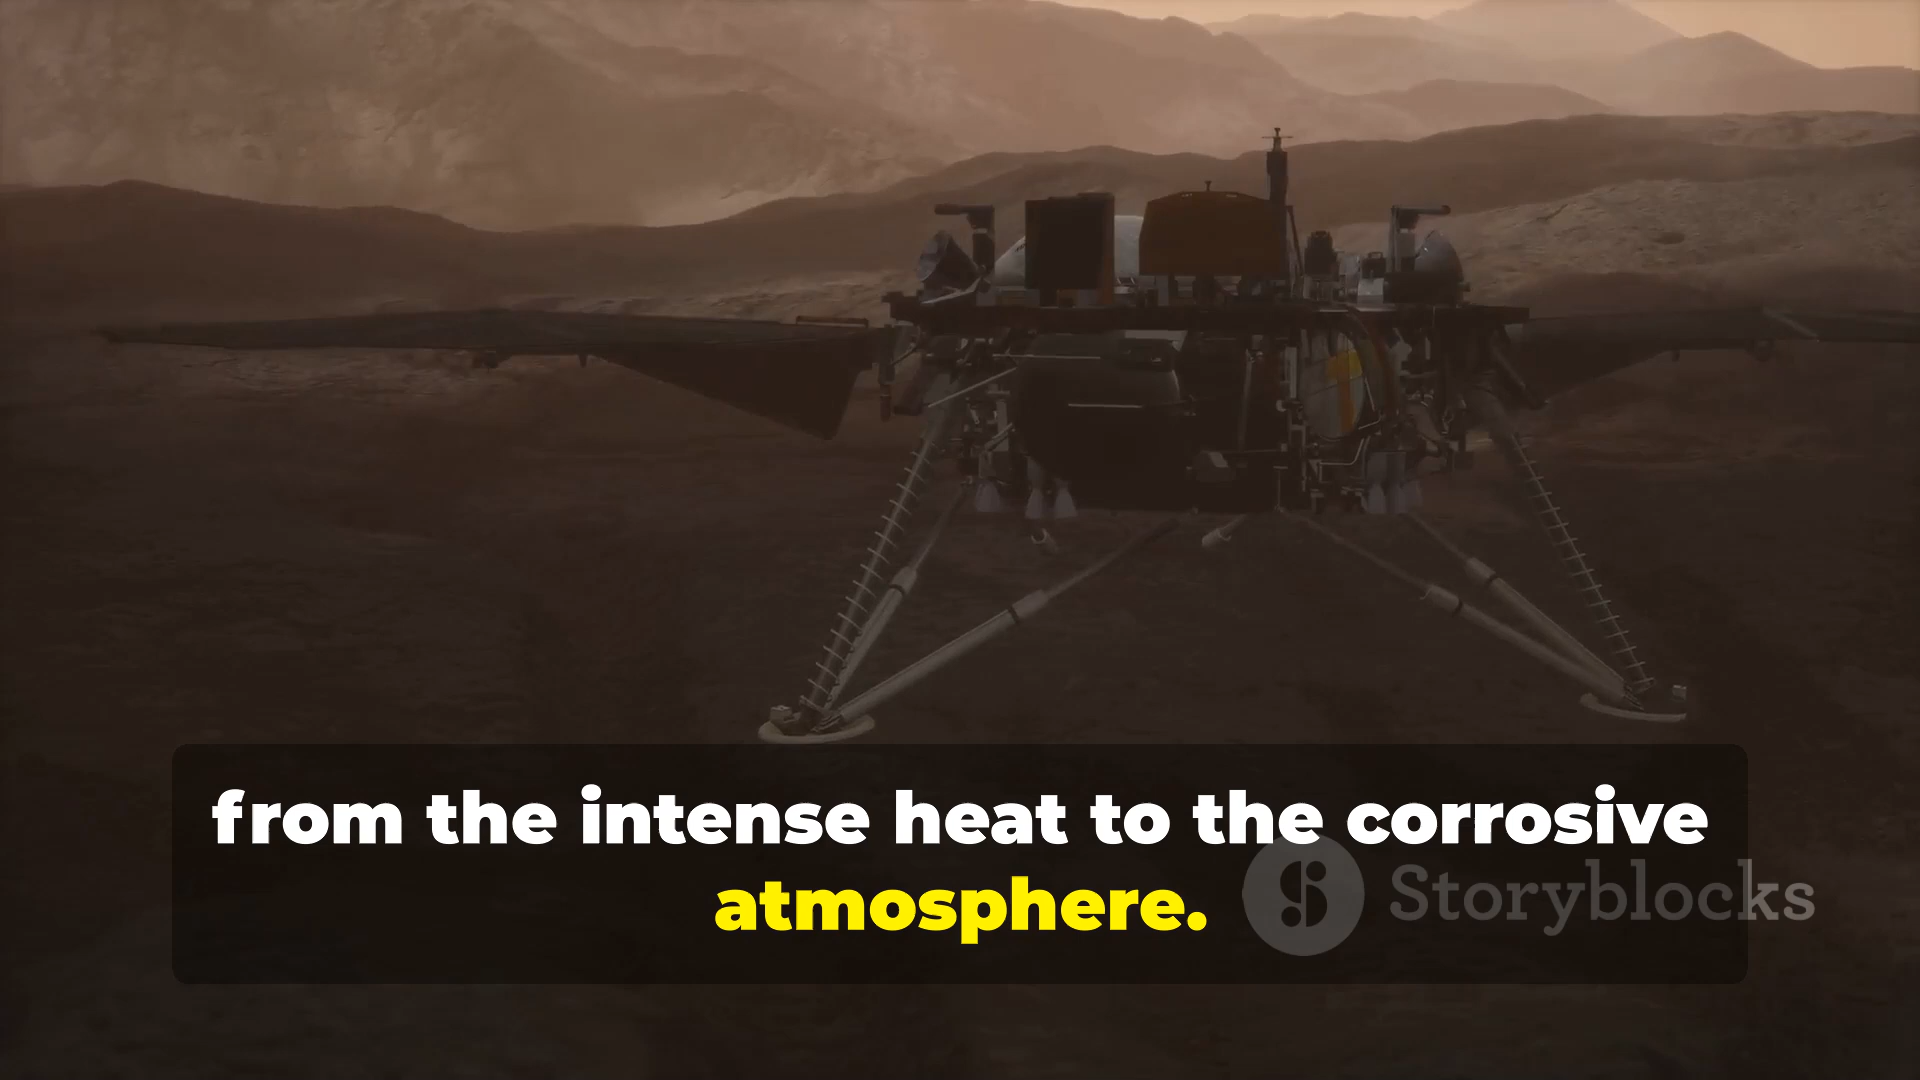 from the intense heat to the corrosive
atmosphere.
Storyblocks